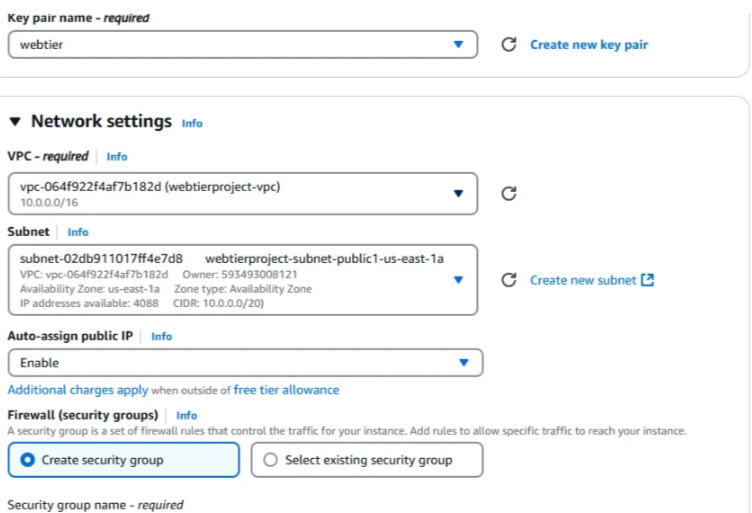 Key pair name - required
webtier
Create new key pair
Network settings Info
VPC - required Info
vpc-064f922f4af7b182d (webtierproject-vpc)
10.0.0.0/16
Subnet Info
subnet-02db911017ff4e7d8 webtierproject-subnet-public1-us-east-1a
VPC: vpc-064f922f4af7b182d Owner: 593493008121
Availability Zone: us-east-1a Zone type: Availability Zone
IP addresses available: 4088 CIDR: 10.0.0.0/20)
Create new subnet
Auto-assign public IP Info
Enable
Additional charges apply when outside of free tier allowance
Firewall (security groups) Info
A security group is a set of firewall rules that control the traffic for your instance. Add rules to allow specific traffic to reach your instance.
Create security group Select existing security group
Security group name - required